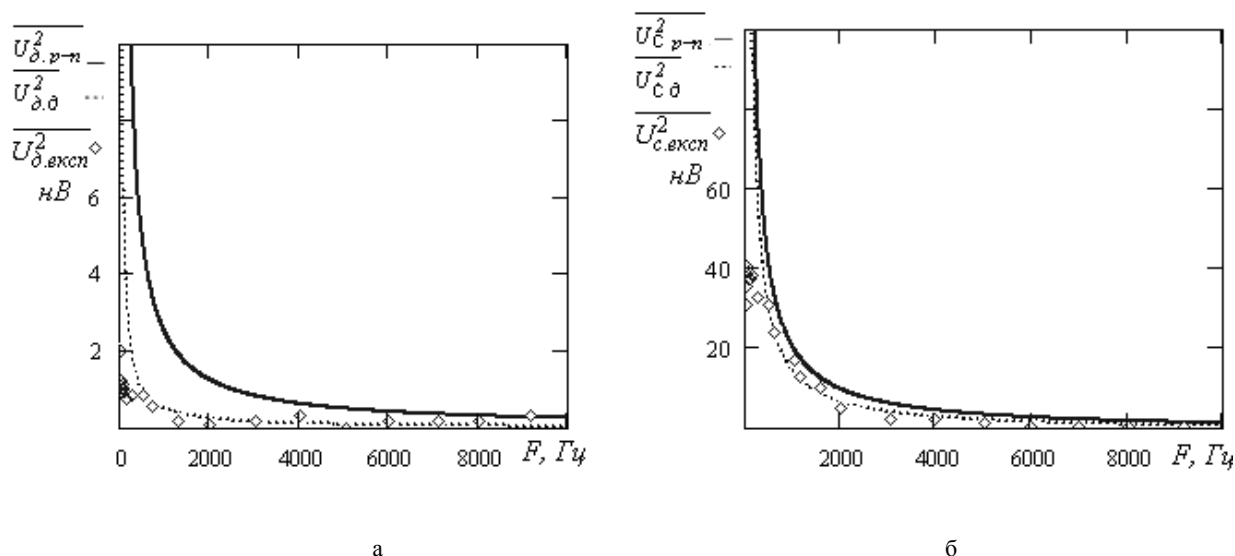 U²д.p-n
U²д.д
U²д.експ
нВ
6
4
2
0 2000 4000 6000 8000 F, Гц
а
U²C.p-n
U²C д
U²с.експ
нВ
60
40
20
2000 4000 6000 8000 F, Гц
б